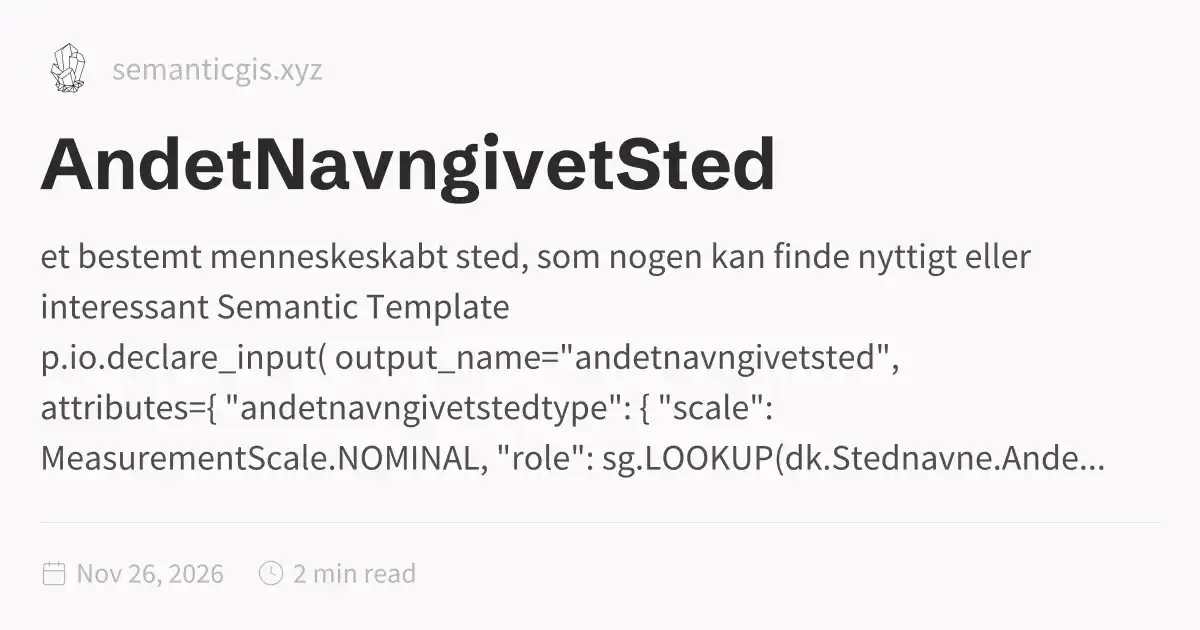 semanticgis.xyz
AndetNavngivetSted
et bestemt menneskeskabt sted, som nogen kan finde nyttigt eller
interessant Semantic Template
p.io.declare_input( output_name="andetnavngivetsted",
attributes={ "andetnavngivetstedtype": { "scale":
MeasurementScale.NOMINAL, "role": sg.LOOKUP(dk.Stednavne.Ande...
Nov 26, 2026 2 min read